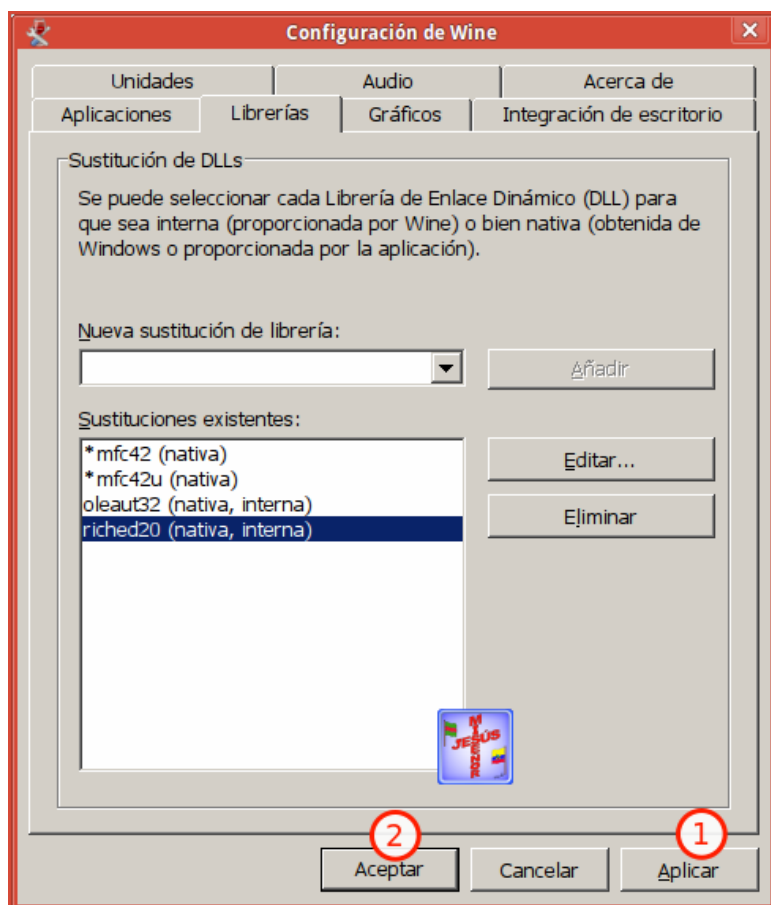 Configuración de Wine
Unidades
Audio
Acerca de
Aplicaciones
Librerías
Gráficos
Integración de escritorio
Sustitución de DLLs
Se puede seleccionar cada Librería de Enlace Dinámico (DLL) para
que sea interna (proporcionada por Wine) o bien nativa (obtenida de
Windows o proporcionada por la aplicación).
Nueva sustitución de librería:
Añadir
Sustituciones existentes:
*mfc42 (nativa)
*mfc42u (nativa)
oleaut32 (nativa, interna)
riched20 (nativa, interna)
Editar...
Eliminar
JESÚS
2
1
Aceptar
Cancelar
Aplicar